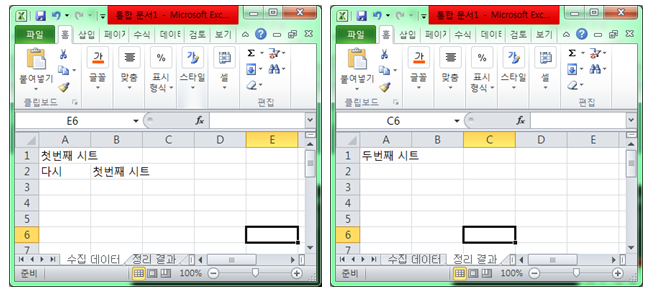 통합 문서1 - Microsoft Exc...
파일 홈 삽입 페이지 수식 데이터 검토 보기
붙여넣기 글꼴 맞춤 표시 형식 스타일 셀
클립보드 편집
E6 fx
A B C D E
1 첫번째 시트
2 다시 첫번째 시트
3
4
5
6
7
수집 데이터 정리 결과
준비 100%
통합 문서1 - Microsoft Exc...
파일 홈 삽입 페이지 수식 데이터 검토 보기
붙여넣기 글꼴 맞춤 표시 형식 스타일 셀
클립보드 편집
C6 fx
A B C D E
1 두번째 시트
2
3
4
5
6
7
수집 데이터 정리 결과
준비 100%